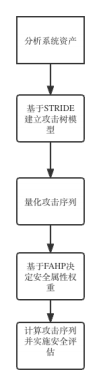 分析系统资产
基于STRIDE
建立攻击树模
型
量化攻击序列
基于FAHP决
定安全属性权
重
计算攻击序列
并实施安全评
估